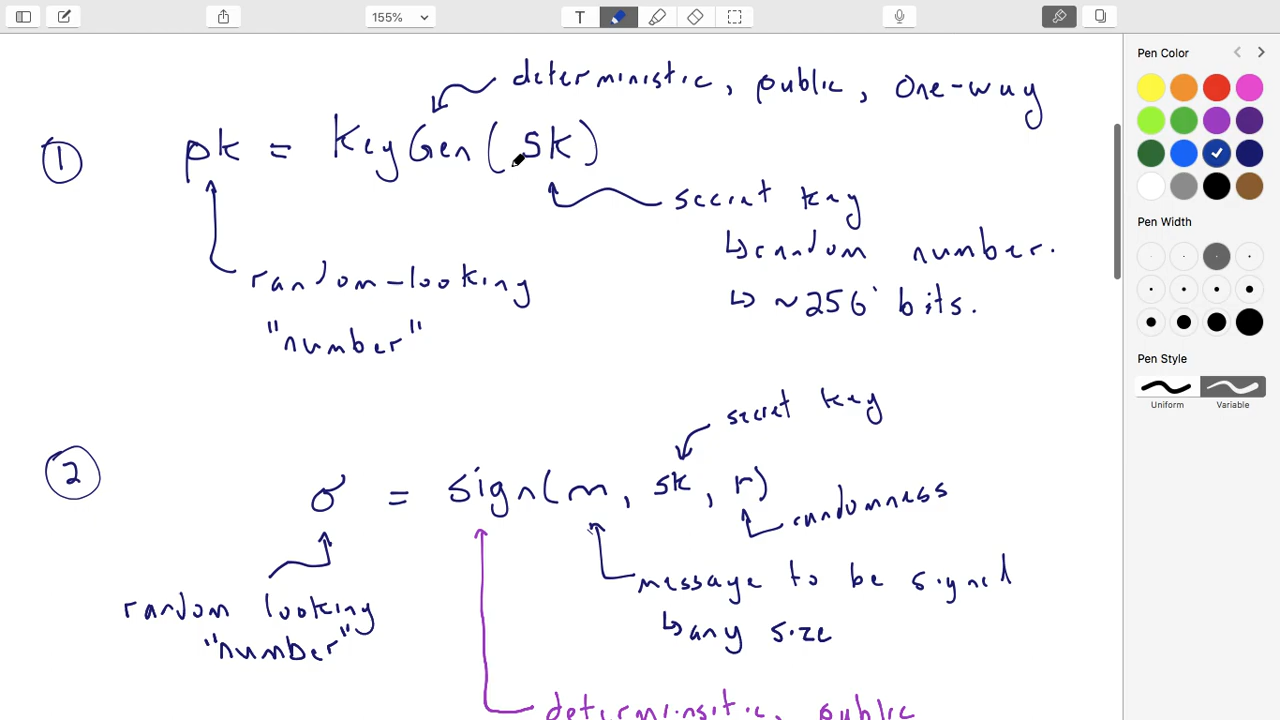 155%
T
deterministic, public, one-way
① pk = KeyGen(sk)
secret key
↳ random number.
↳ ~256 bits.
random-looking
"number"
secret key
② σ = sign(m, sk, r)
randomness
message to be signed
↳ any size
random looking
"number"
determinsitic, public
Pen Color
Pen Width
Pen Style
Uniform
Variable